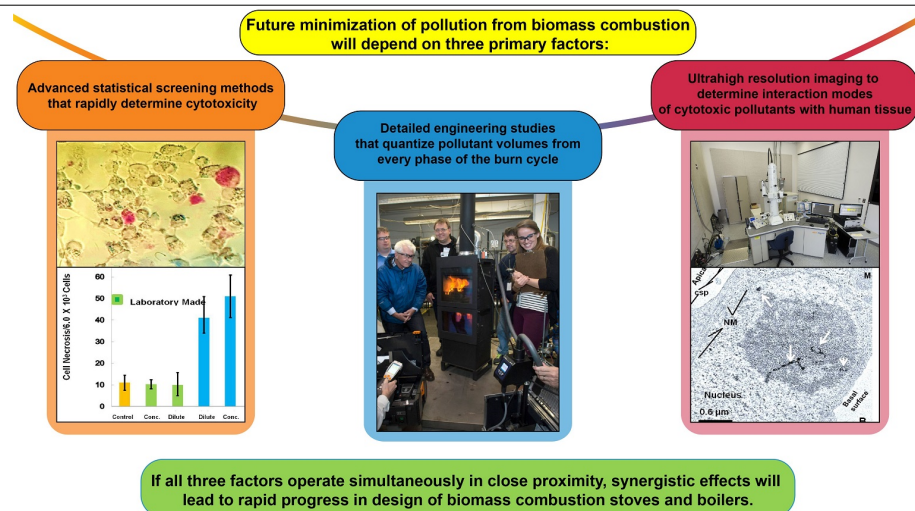 Future minimization of pollution from biomass combustion
will depend on three primary factors:
Advanced statistical screening methods
that rapidly determine cytotoxicity
Detailed engineering studies
that quantize pollutant volumes from
every phase of the burn cycle
Ultrahigh resolution imaging to
determine interaction modes
of cytotoxic pollutants with human tissue
Cell Necrosis/6.0 X 10³ Cells
60
50
40
30
20
10
0
Laboratory Made
Control Conc. Dilute Dilute Conc.
csp
M
NM
Nucleus
0.6 μm
Basal
surface
If all three factors operate simultaneously in close proximity, synergistic effects will
lead to rapid progress in design of biomass combustion stoves and boilers.